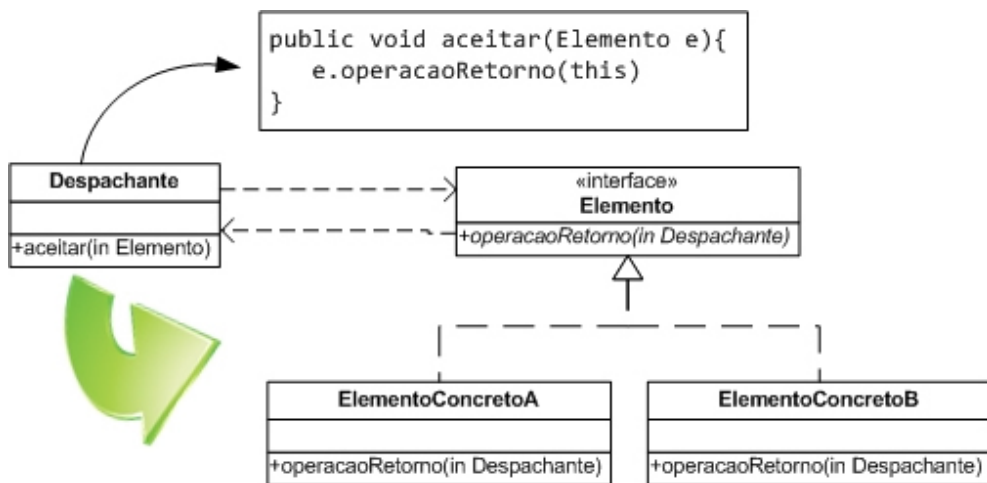 public void aceitar(Elemento e){
e.operacaoRetorno(this)
}
Despachante
+aceitar(in Elemento)
«interface»
Elemento
+operacaoRetorno(in Despachante)
ElementoConcretoA
+operacaoRetorno(in Despachante)
ElementoConcretoB
+operacaoRetorno(in Despachante)